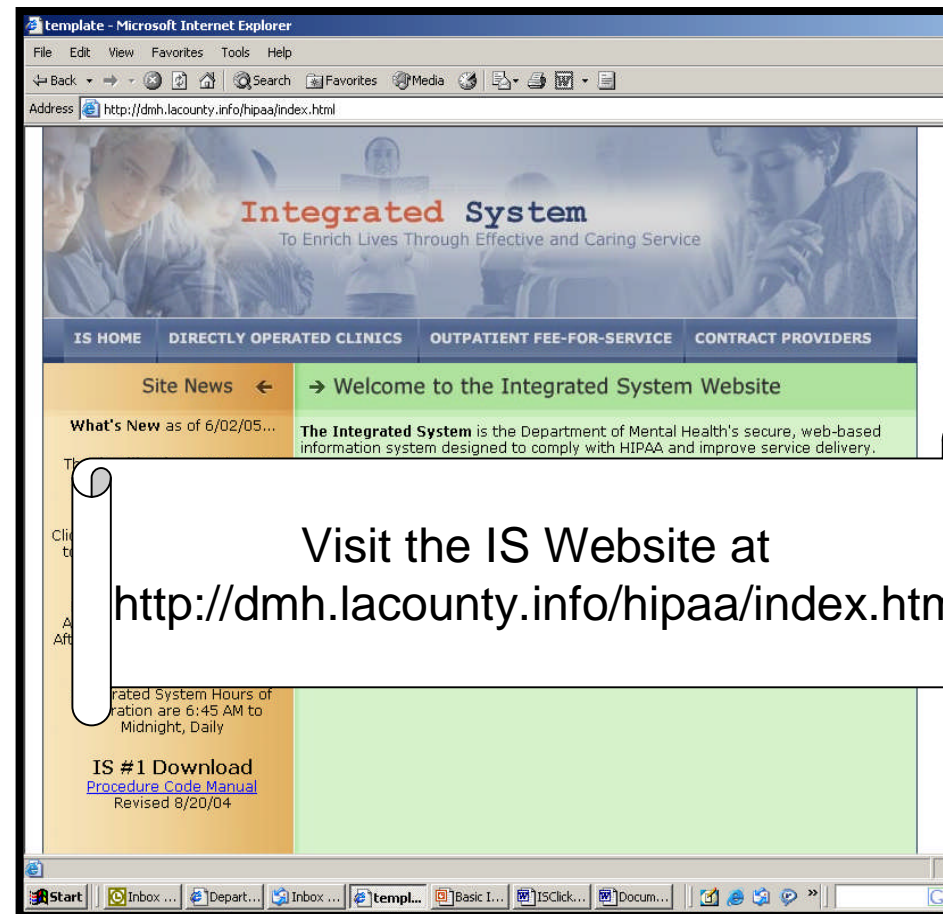 template - Microsoft Internet Explorer
File Edit View Favorites Tools Help
Back Search Favorites Media
Address http://dmh.lacounty.info/hipaa/index.html
Integrated System
To Enrich Lives Through Effective and Caring Service
IS HOME DIRECTLY OPERATED CLINICS OUTPATIENT FEE-FOR-SERVICE CONTRACT PROVIDERS
Site News
What's New as of 6/02/05...
Welcome to the Integrated System Website
The Integrated System is the Department of Mental Health's secure, web-based
information system designed to comply with HIPAA and improve service delivery.
Visit the IS Website at
http://dmh.lacounty.info/hipaa/index.htm
System Hours of
are 6:45 AM to
Midnight, Daily
IS #1 Download
Procedure Code Manual
Revised 8/20/04
Start Inbox ... Depart... Inbox ... templ... Basic I... ISClick... Docum... »